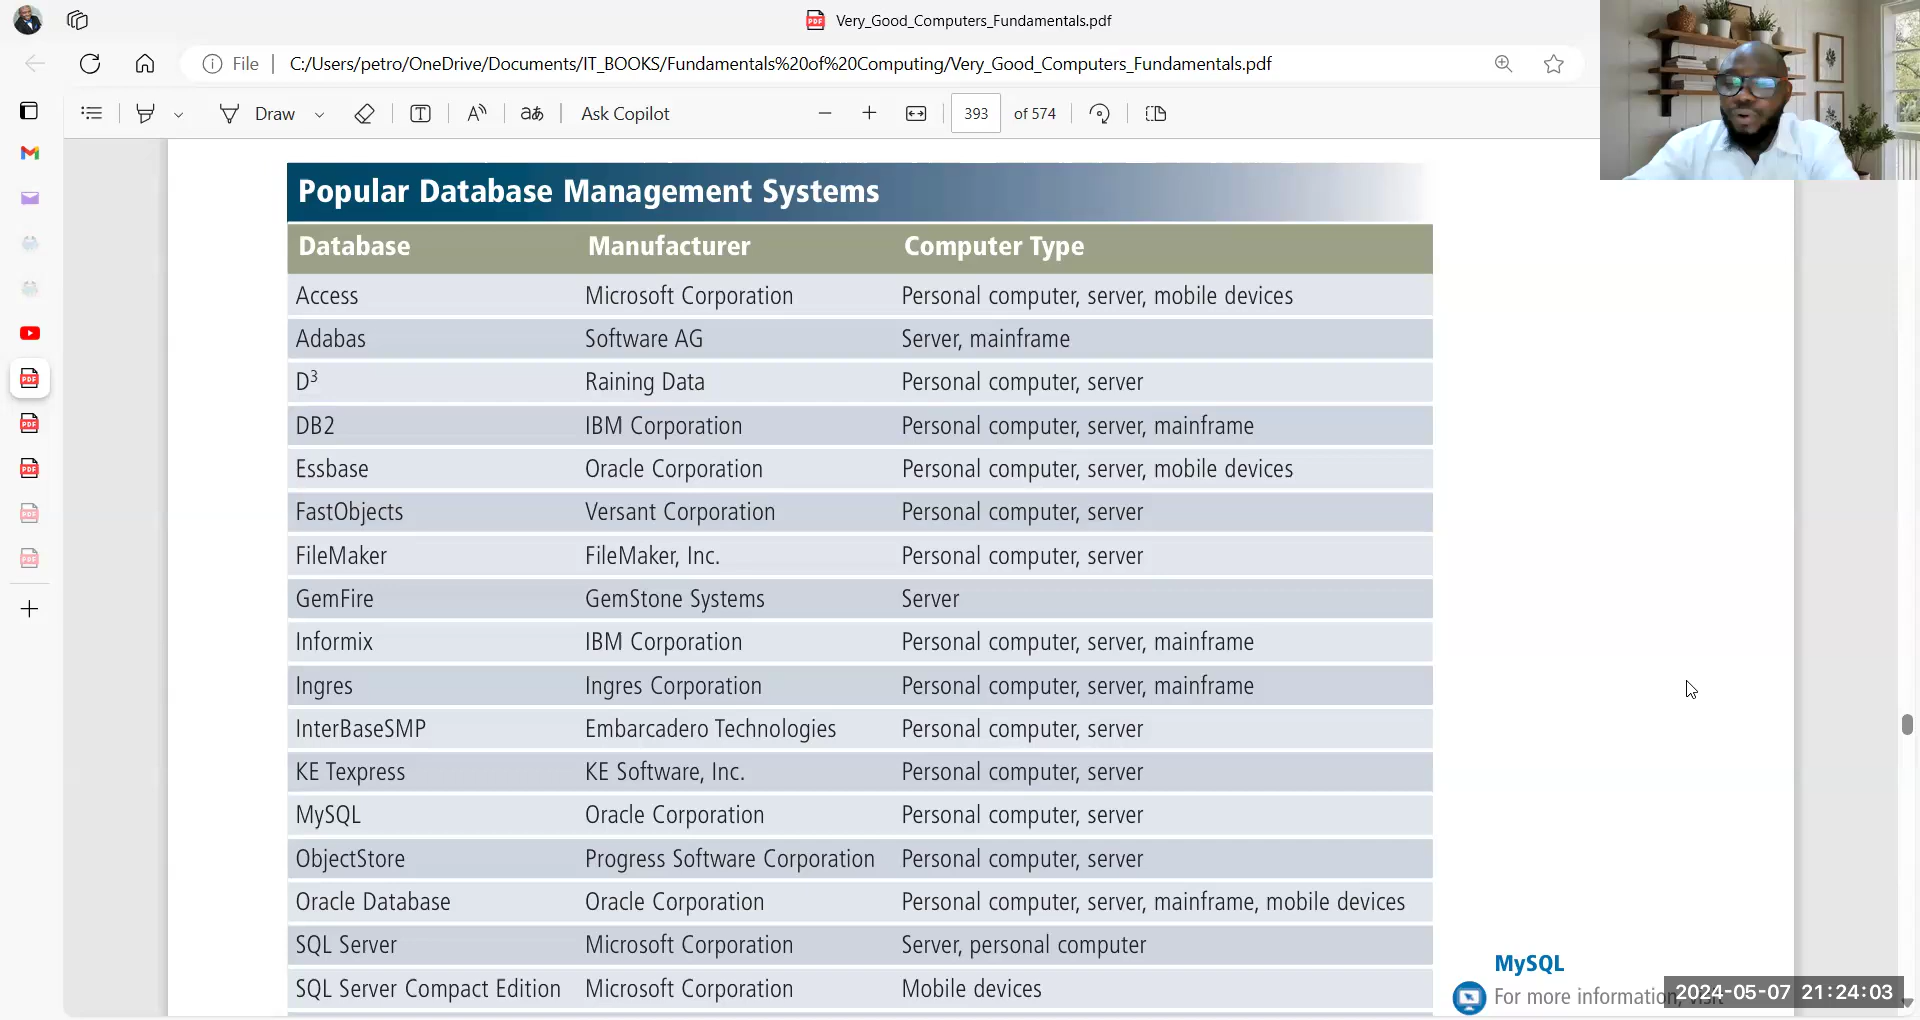 Very_Good_Computers_Fundamentals.pdf
File C:/Users/petro/OneDrive/Documents/IT_BOOKS/Fundamentals%20of%20Computing/Very_Good_Computers_Fundamentals.pdf
Draw Ask Copilot 393 of 574
Popular Database Management Systems
Database Manufacturer Computer Type
Access Microsoft Corporation Personal computer, server, mobile devices
Adabas Software AG Server, mainframe
D³ Raining Data Personal computer, server
DB2 IBM Corporation Personal computer, server, mainframe
Essbase Oracle Corporation Personal computer, server, mobile devices
FastObjects Versant Corporation Personal computer, server
FileMaker FileMaker, Inc. Personal computer, server
GemFire GemStone Systems Server
Informix IBM Corporation Personal computer, server, mainframe
Ingres Ingres Corporation Personal computer, server, mainframe
InterBaseSMP Embarcadero Technologies Personal computer, server
KE Texpress KE Software, Inc. Personal computer, server
MySQL Oracle Corporation Personal computer, server
ObjectStore Progress Software Corporation Personal computer, server
Oracle Database Oracle Corporation Personal computer, server, mainframe, mobile devices
SQL Server Microsoft Corporation Server, personal computer
SQL Server Compact Edition Microsoft Corporation Mobile devices
MySQL
For more information, visit
2024-05-07 21:24:03